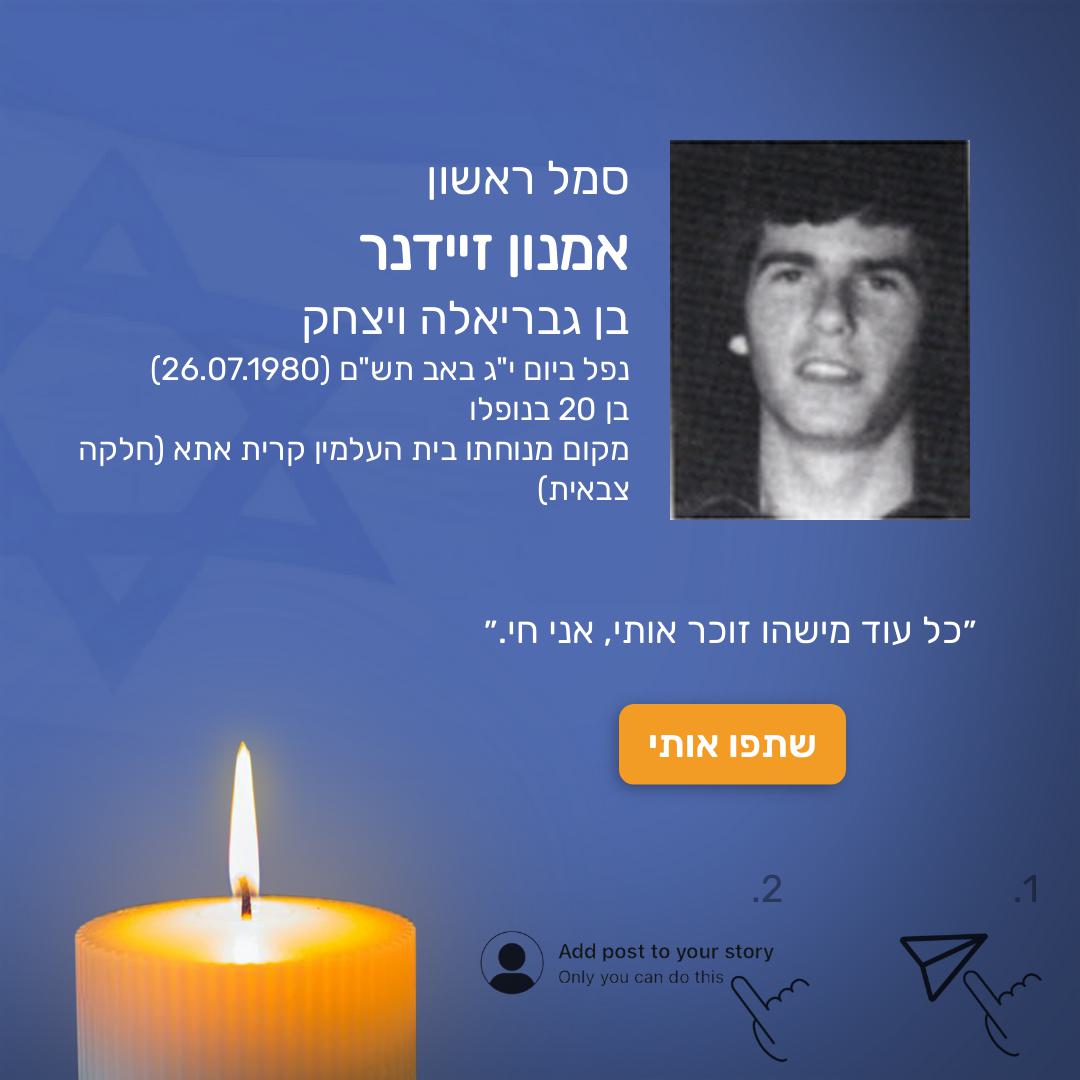 סמל ראשון
אמנון זיידנר
בן גבריאלה ויצחק
נפל ביום י"ג באב תש"ם (26.07.1980)
בן 20 בנופלו
מקום מנוחתו בית העלמין קרית אתא (חלקה
צבאית)
״כל עוד מישהו זוכר אותי, אני חי.״
שתפו אותי
.1
.2
Add post to your story
Only you can do this